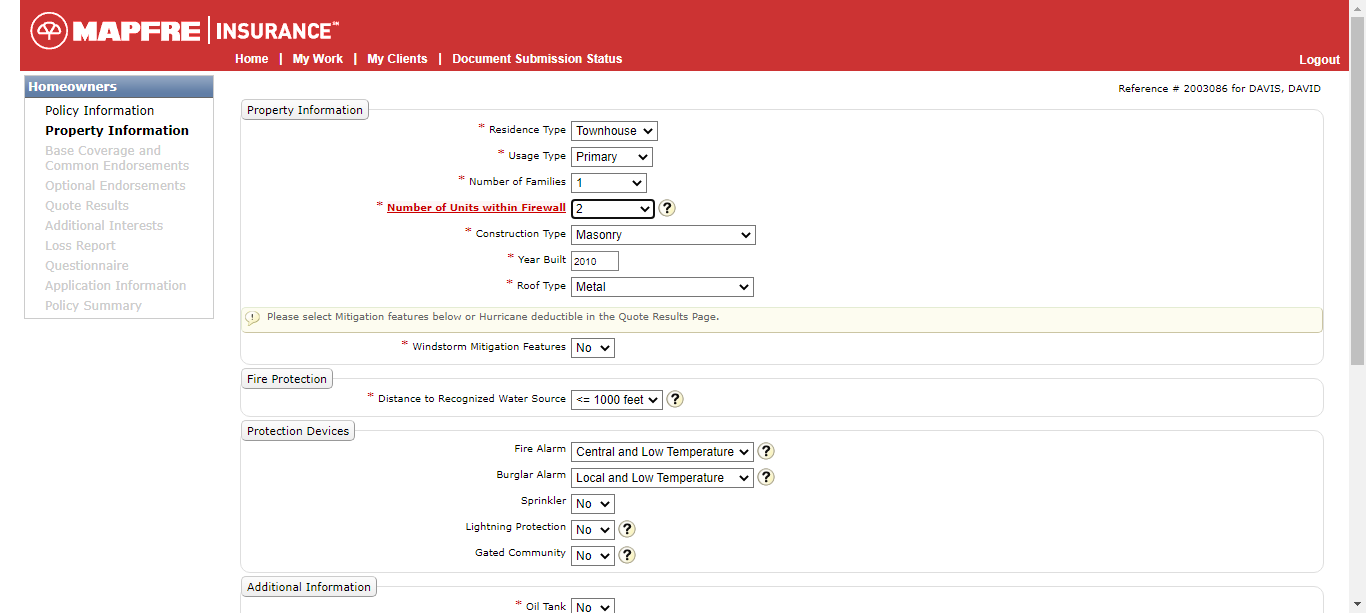 MAPFRE | INSURANCE℠
Home | My Work | My Clients | Document Submission Status
Logout
Homeowners
Policy Information
Property Information
Base Coverage and
Common Endorsements
Optional Endorsements
Quote Results
Additional Interests
Loss Report
Questionnaire
Application Information
Policy Summary
Reference # 2003086 for DAVIS, DAVID
Property Information
* Residence Type Townhouse
* Usage Type Primary
* Number of Families 1
* Number of Units within Firewall 2 ?
* Construction Type Masonry
* Year Built 2010
* Roof Type Metal
! Please select Mitigation features below or Hurricane deductible in the Quote Results Page.
* Windstorm Mitigation Features No
Fire Protection
* Distance to Recognized Water Source <= 1000 feet ?
Protection Devices
Fire Alarm Central and Low Temperature ?
Burglar Alarm Local and Low Temperature ?
Sprinkler No
Lightning Protection No ?
Gated Community No ?
Additional Information
* Oil Tank No